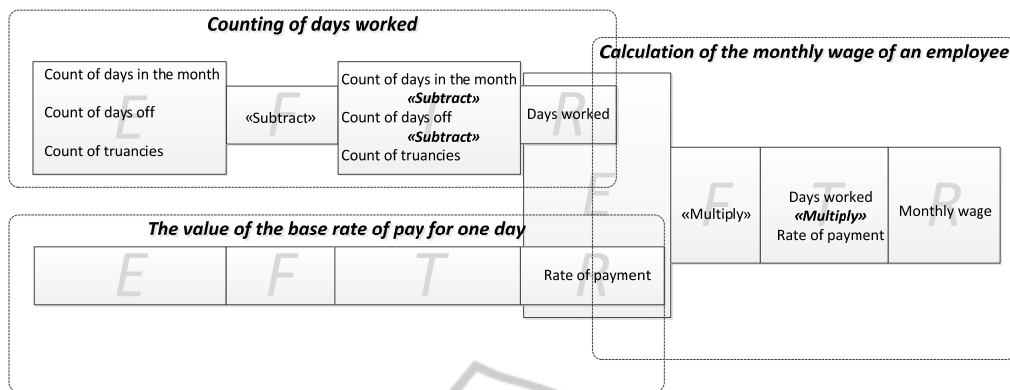 Counting of days worked
Calculation of the monthly wage of an employee
E
Count of days in the month
Count of days off
Count of truancies
F
«Subtract»
T
Count of days in the month
«Subtract»
Count of days off
«Subtract»
Count of truancies
R
Days worked
E
F
«Multiply»
T
Days worked
«Multiply»
Rate of payment
R
Monthly wage
The value of the base rate of pay for one day
E
F
T
R
Rate of payment